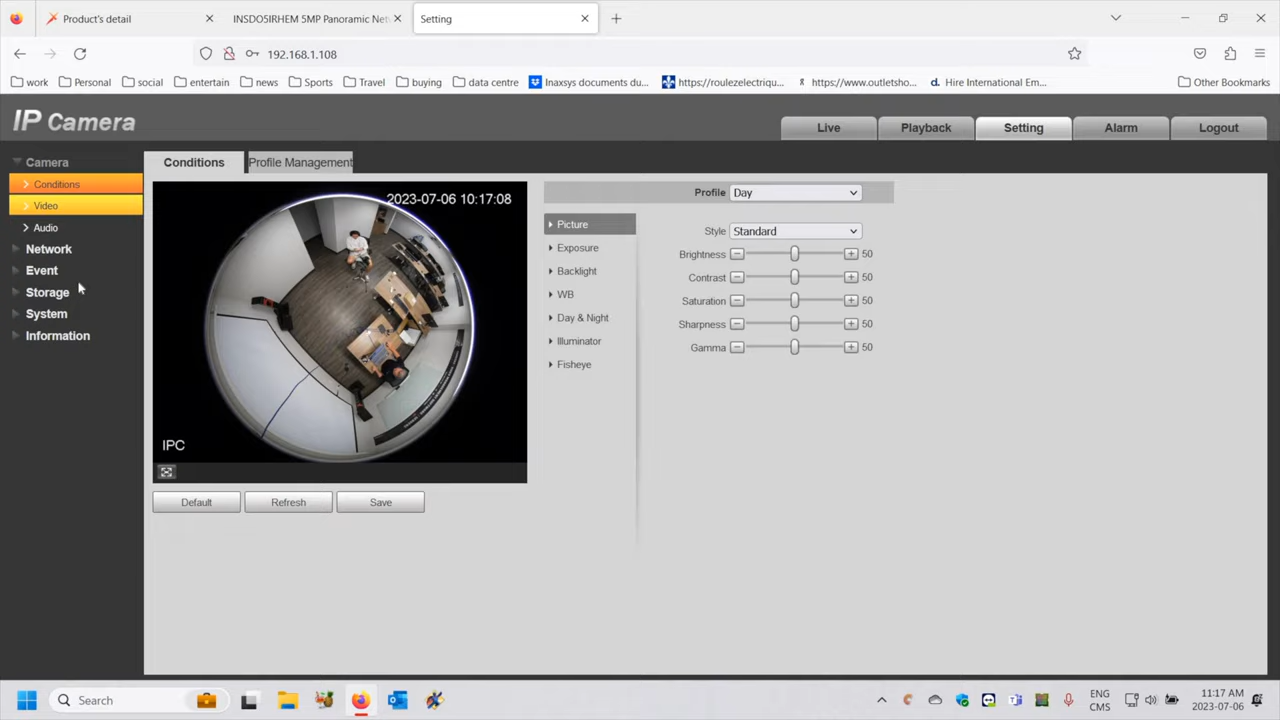 Product's detail
INSDO5IRHEM 5MP Panoramic Net
Setting
192.168.1.108
work
Personal
social
entertain
news
Sports
Travel
buying
data centre
Inaxsys documents du...
https://roulezelectriqu...
https://www.outletsho...
Hire International Em...
Other Bookmarks
IP Camera
Live
Playback
Setting
Alarm
Logout
Camera
Conditions
Video
Audio
Network
Event
Storage
System
Information
Conditions
Profile Management
2023-07-06 10:17:08
IPC
Default
Refresh
Save
Profile Day
Picture
Exposure
Backlight
WB
Day & Night
Illuminator
Fisheye
Style Standard
Brightness 50
Contrast 50
Saturation 50
Sharpness 50
Gamma 50
Search
ENG
CMS
11:17 AM
2023-07-06